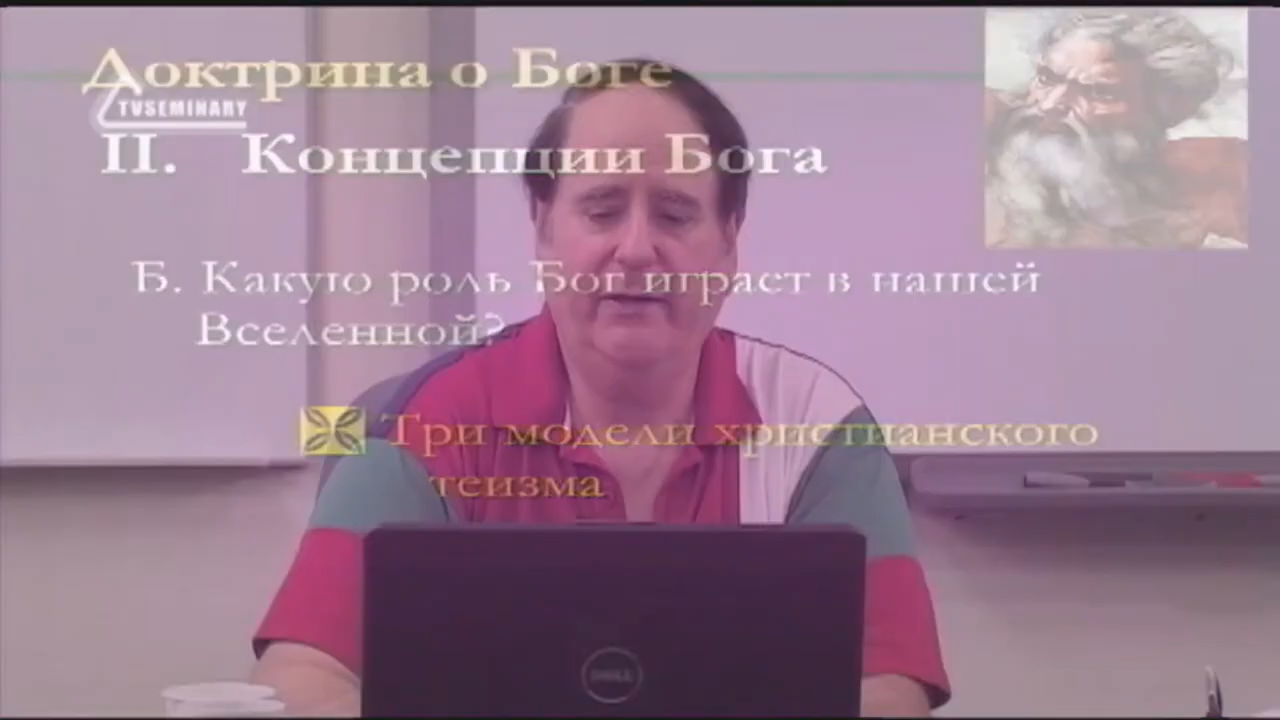 Доктрина о Боге
TVSEMINARY
II. Концепции Бога
Б. Какую роль Бог играет в нашей
Вселенной?
Три модели христианского
теизма
DELL